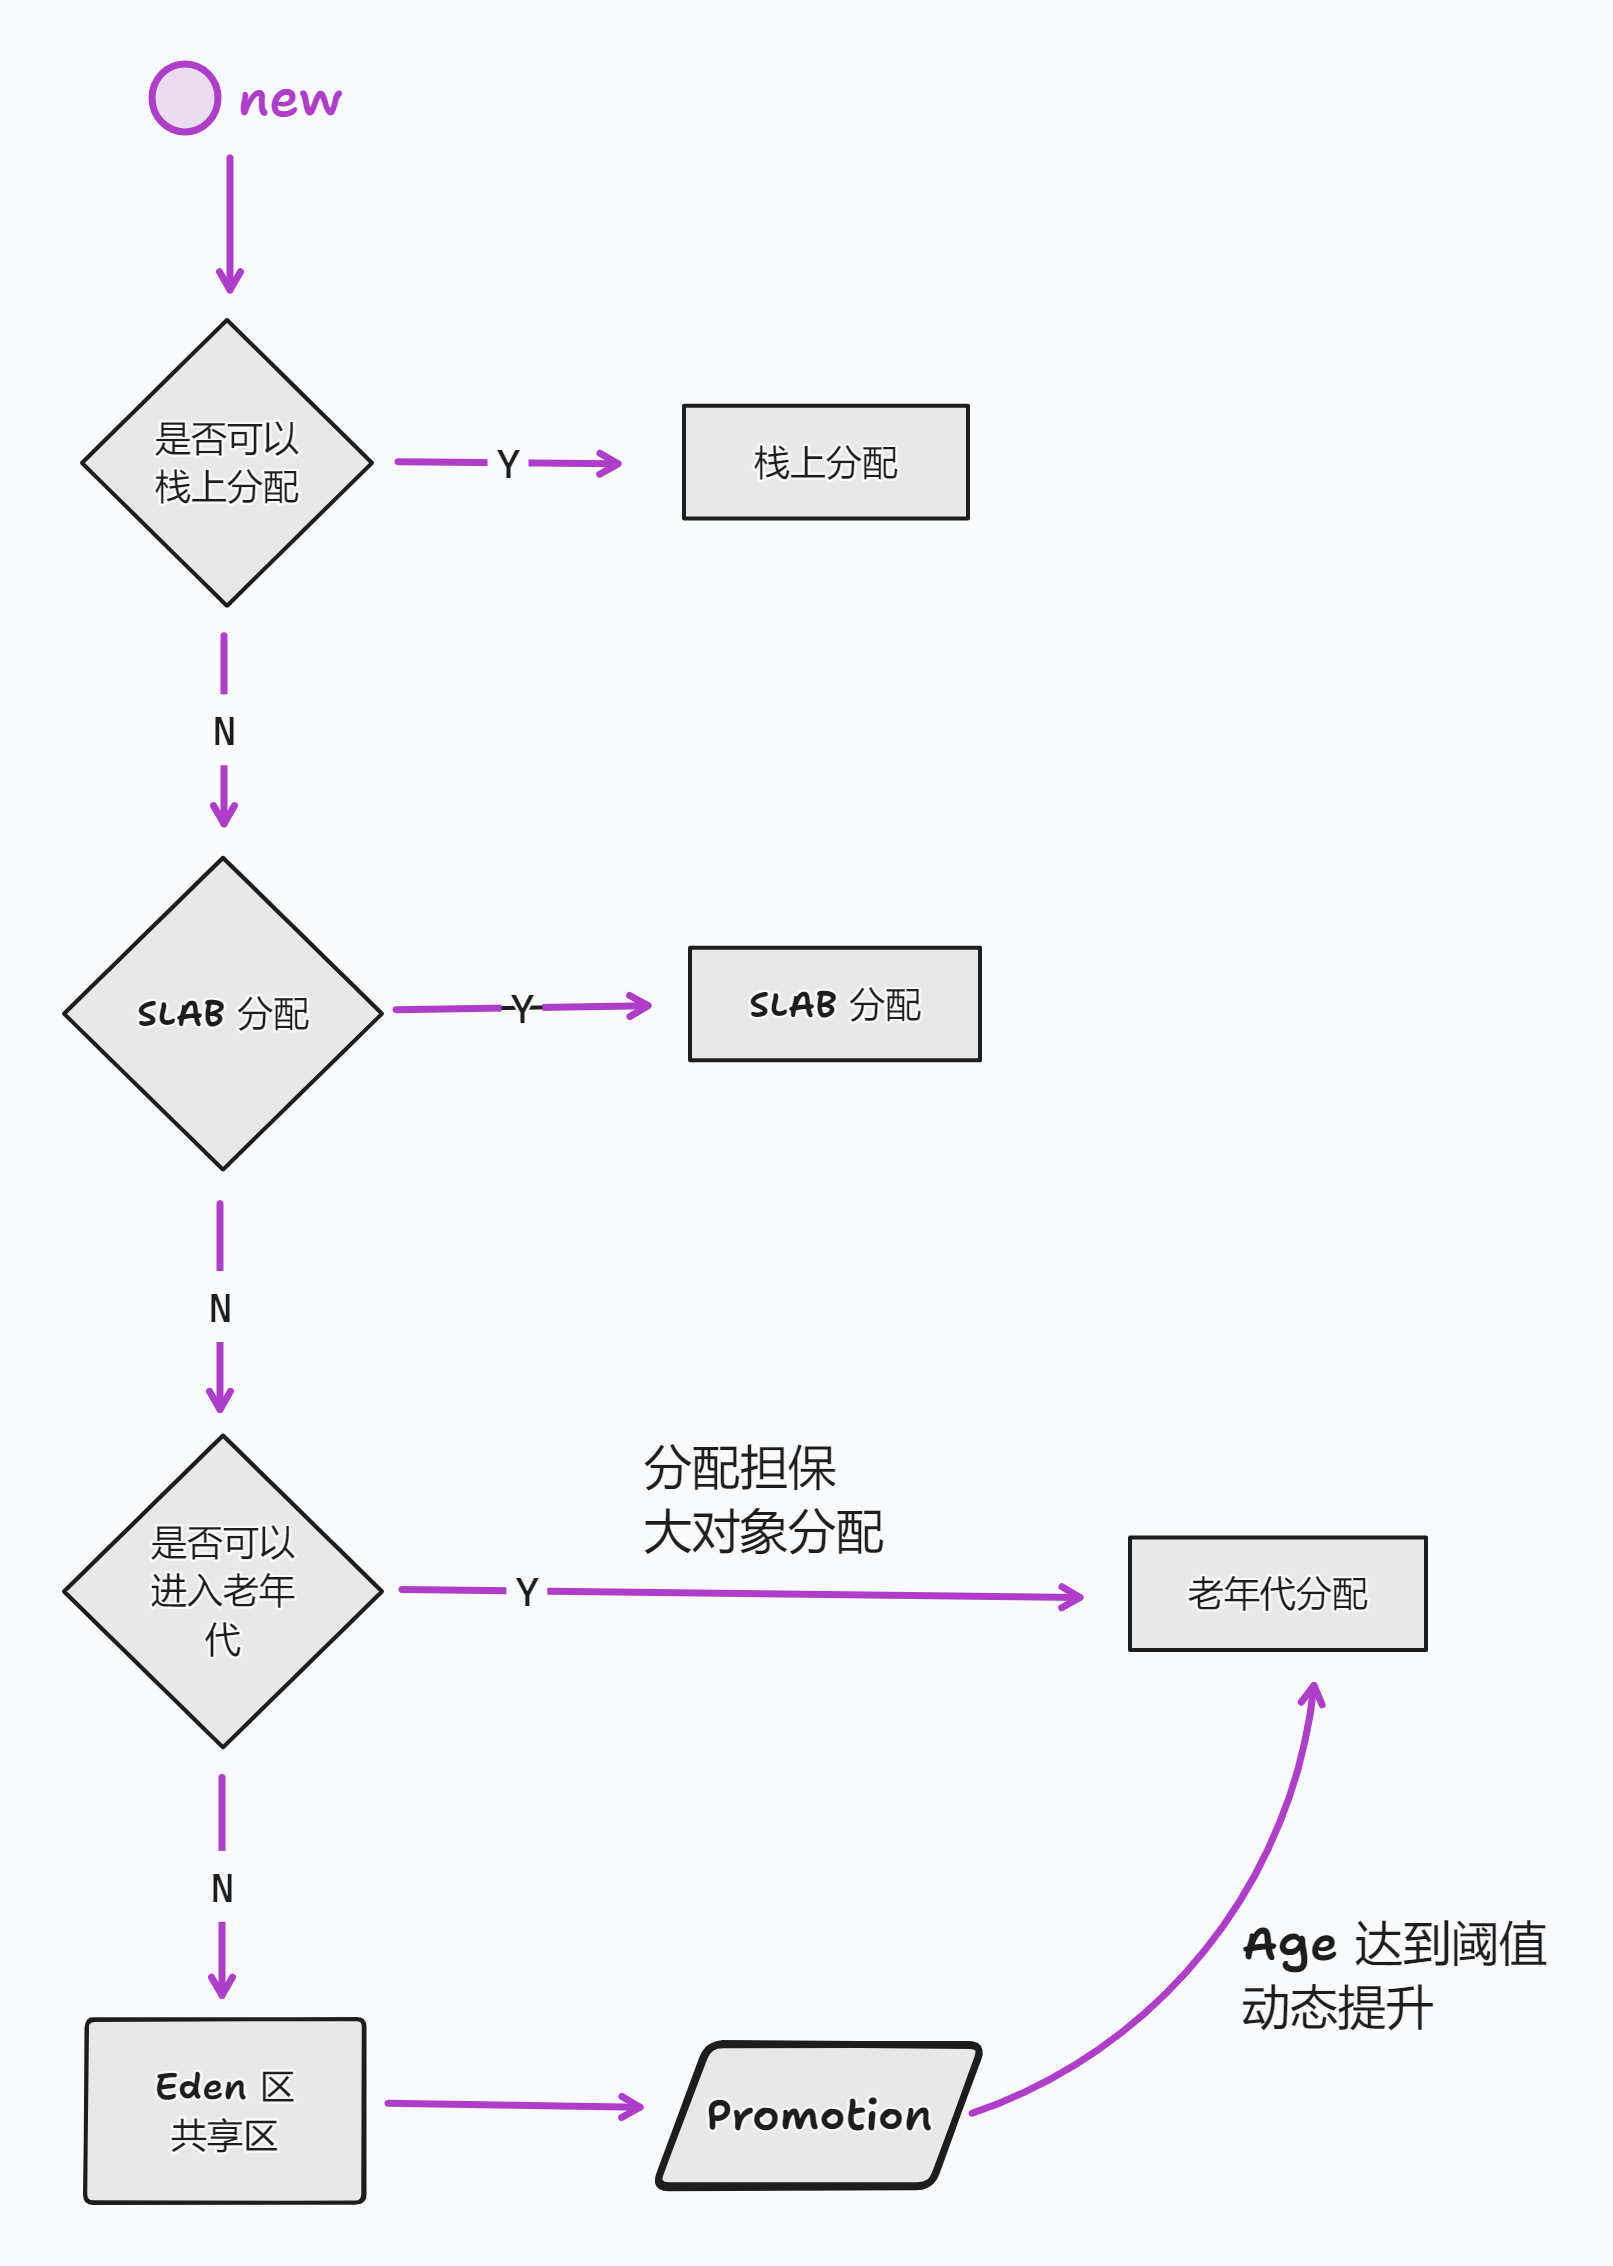 new
是否可以
栈上分配
Y
栈上分配
N
SLAB 分配
Y
SLAB 分配
N
是否可以
进入老年
代
Y
分配担保
大对象分配
老年代分配
N
Eden 区
共享区
Promotion
Age 达到阈值
动态提升